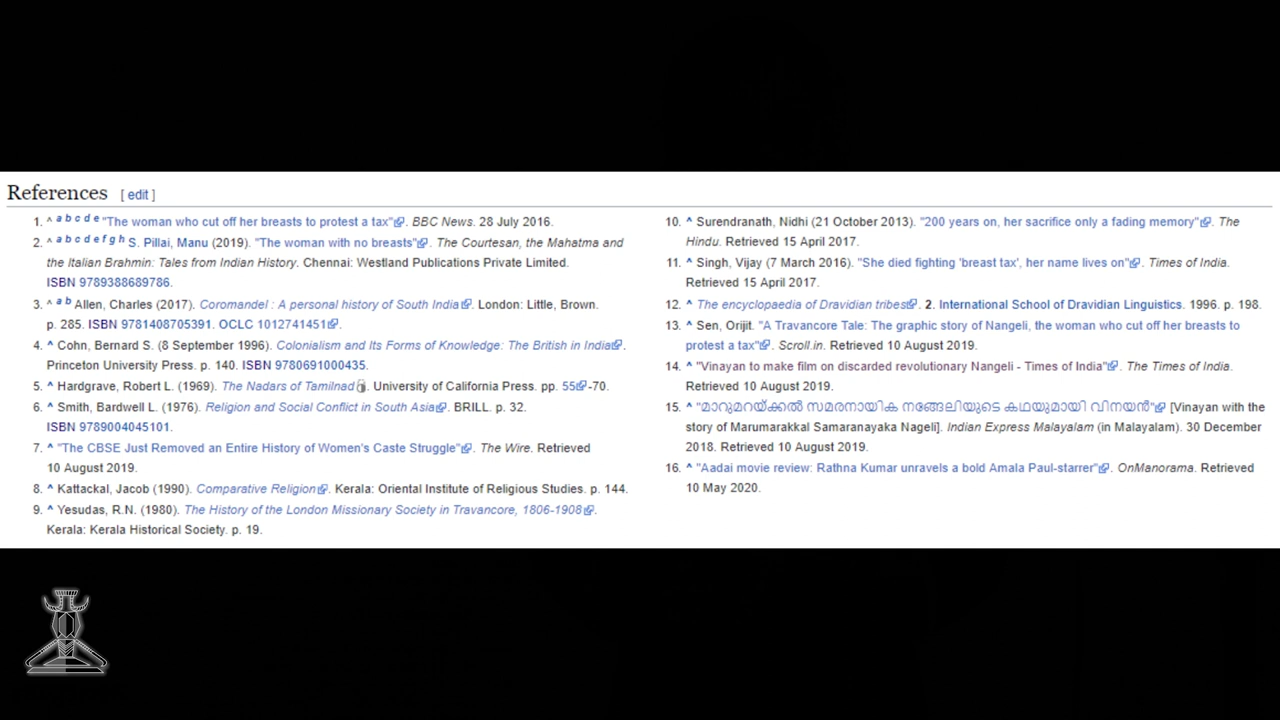 References [ edit ]
1. ^ a b c d e "The woman who cut off her breasts to protest a tax". BBC News. 28 July 2016.
2. ^ a b c d e f g h S. Pillai, Manu (2019). "The woman with no breasts". The Courtesan, the Mahatma and
the Italian Brahmin: Tales from Indian History. Chennai: Westland Publications Private Limited.
ISBN 9789388689786.
3. ^ a b Allen, Charles (2017). Coromandel : A personal history of South India. London: Little, Brown.
p. 285. ISBN 9781408705391. OCLC 1012741451.
4. ^ Cohn, Bernard S. (8 September 1996). Colonialism and Its Forms of Knowledge: The British in India.
Princeton University Press. p. 140. ISBN 9780691000435.
5. ^ Hardgrave, Robert L. (1969). The Nadars of Tamilnad. University of California Press. pp. 55-70.
6. ^ Smith, Bardwell L. (1976). Religion and Social Conflict in South Asia. BRILL. p. 32.
ISBN 9789004045101.
7. ^ "The CBSE Just Removed an Entire History of Women's Caste Struggle". The Wire. Retrieved
10 August 2019.
8. ^ Kattackal, Jacob (1990). Comparative Religion. Kerala: Oriental Institute of Religious Studies. p. 144.
9. ^ Yesudas, R.N. (1980). The History of the London Missionary Society in Travancore, 1806-1908.
Kerala: Kerala Historical Society. p. 19.
10. ^ Surendranath, Nidhi (21 October 2013). "200 years on, her sacrifice only a fading memory". The
Hindu. Retrieved 15 April 2017.
11. ^ Singh, Vijay (7 March 2016). "She died fighting 'breast tax', her name lives on". Times of India.
Retrieved 15 April 2017.
12. ^ The encyclopaedia of Dravidian tribes. 2. International School of Dravidian Linguistics. 1996. p. 198.
13. ^ Sen, Orijit. "A Travancore Tale: The graphic story of Nangeli, the woman who cut off her breasts to
protest a tax". Scroll.in. Retrieved 10 August 2019.
14. ^ "Vinayan to make film on discarded revolutionary Nangeli - Times of India". The Times of India.
Retrieved 10 August 2019.
15. ^ "മാറുമറയ്ക്കൽ സമരനായിക നങ്ങേലിയുടെ കഥയുമായി വിനയൻ" [Vinayan with the
story of Marumarakkal Samaranayaka Nageli]. Indian Express Malayalam (in Malayalam). 30 December
2018. Retrieved 10 August 2019.
16. ^ "Aadai movie review: Rathna Kumar unravels a bold Amala Paul-starrer". OnManorama. Retrieved
10 May 2020.